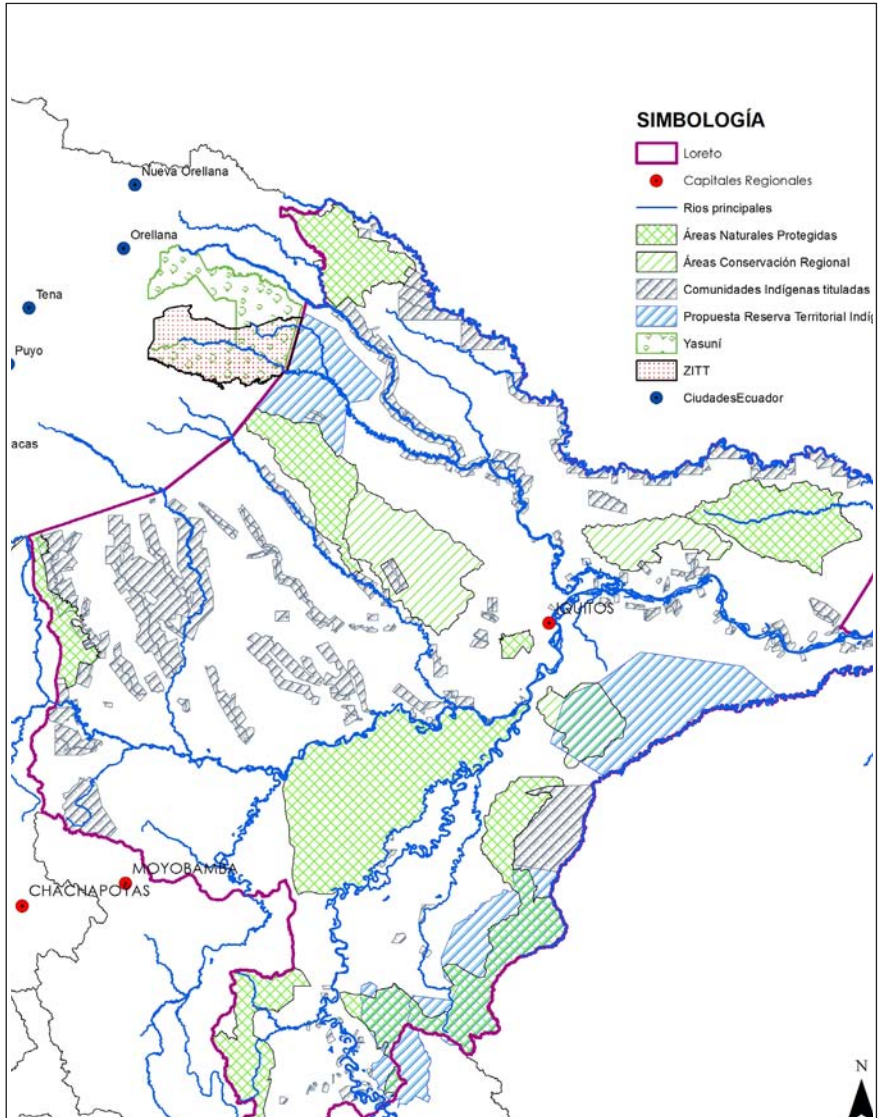 SIMBOLOGÍA
Loreto
Capitales Regionales
Rios principales
Áreas Naturales Protegidas
Áreas Conservación Regional
Comunidades Indígenas tituladas
Propuesta Reserva Territorial Indíg
Yasuní
ZITT
CiudadesEcuador
Nueva Orellana
Orellana
Tena
Puyo
acas
IQUITOS
MOYOBAMBA
CHACHAPOYAS
N